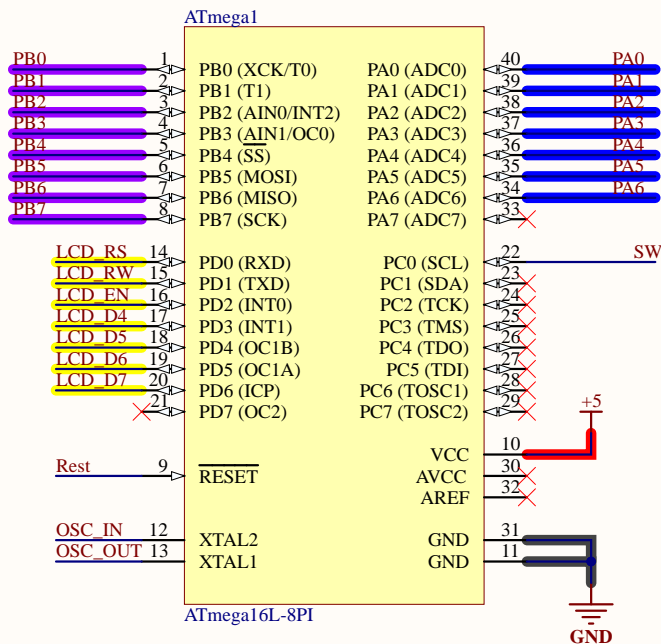 ATmega1
PB0 1 PB0 (XCK/T0) PA0 (ADC0) 40 PA0
PB1 2 PB1 (T1) PA1 (ADC1) 39 PA1
PB2 3 PB2 (AIN0/INT2) PA2 (ADC2) 38 PA2
PB3 4 PB3 (AIN1/OC0) PA3 (ADC3) 37 PA3
PB4 5 PB4 (SS) PA4 (ADC4) 36 PA4
PB5 6 PB5 (MOSI) PA5 (ADC5) 35 PA5
PB6 7 PB6 (MISO) PA6 (ADC6) 34 PA6
PB7 8 PB7 (SCK) PA7 (ADC7) 33
LCD_RS 14 PD0 (RXD) PC0 (SCL) 22 SW
LCD_RW 15 PD1 (TXD) PC1 (SDA) 23
LCD_EN 16 PD2 (INT0) PC2 (TCK) 24
LCD_D4 17 PD3 (INT1) PC3 (TMS) 25
LCD_D5 18 PD4 (OC1B) PC4 (TDO) 26
LCD_D6 19 PD5 (OC1A) PC5 (TDI) 27
LCD_D7 20 PD6 (ICP) PC6 (TOSC1) 28
21 PD7 (OC2) PC7 (TOSC2) 29
+5
VCC 10
Rest 9 RESET AVCC 30
AREF 32
OSC_IN 12 XTAL2 GND 31
OSC_OUT 13 XTAL1 GND 11
ATmega16L-8PI
GND